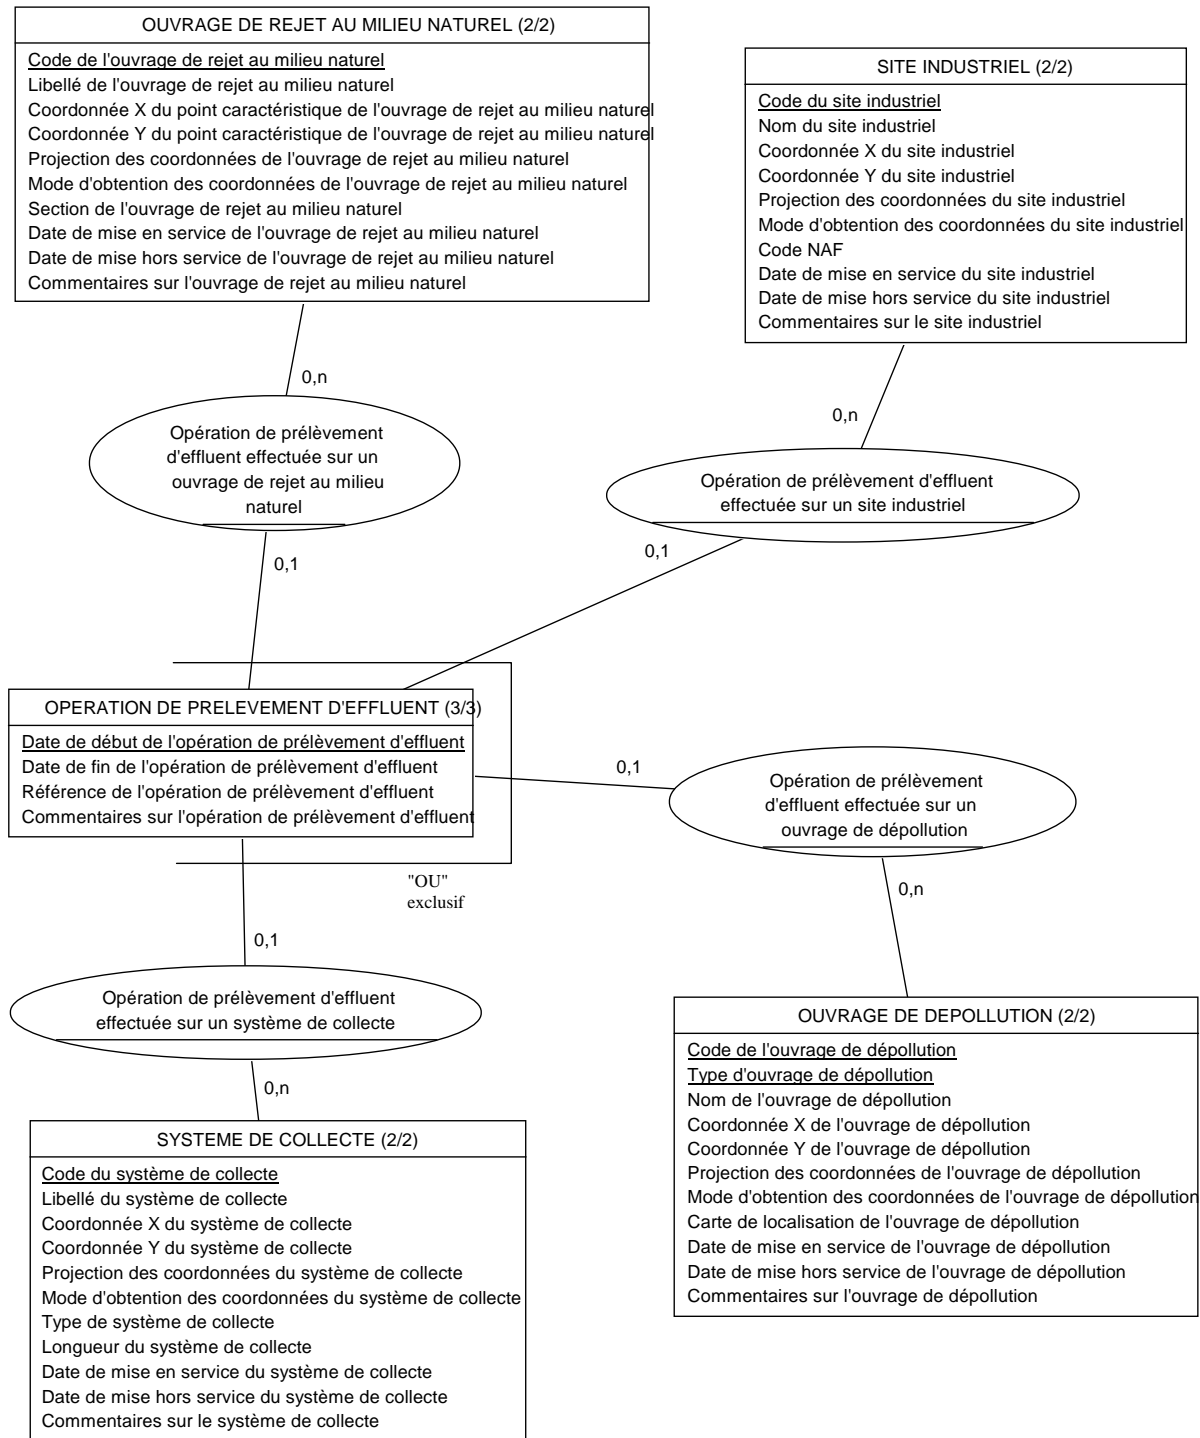 OUVRAGE DE REJET AU MILIEU NATUREL (2/2)
Code de l'ouvrage de rejet au milieu naturel
Libellé de l'ouvrage de rejet au milieu naturel
Coordonnée X du point caractéristique de l'ouvrage de rejet au milieu naturel
Coordonnée Y du point caractéristique de l'ouvrage de rejet au milieu naturel
Projection des coordonnées de l'ouvrage de rejet au milieu naturel
Mode d'obtention des coordonnées de l'ouvrage de rejet au milieu naturel
Section de l'ouvrage de rejet au milieu naturel
Date de mise en service de l'ouvrage de rejet au milieu naturel
Date de mise hors service de l'ouvrage de rejet au milieu naturel
Commentaires sur l'ouvrage de rejet au milieu naturel
SITE INDUSTRIEL (2/2)
Code du site industriel
Nom du site industriel
Coordonnée X du site industriel
Coordonnée Y du site industriel
Projection des coordonnées du site industriel
Mode d'obtention des coordonnées du site industriel
Code NAF
Date de mise en service du site industriel
Date de mise hors service du site industriel
Commentaires sur le site industriel
0,n
Opération de prélèvement
d'effluent effectuée sur un
ouvrage de rejet au milieu
naturel
0,1
0,n
Opération de prélèvement d'effluent
effectuée sur un site industriel
0,1
OPERATION DE PRELEVEMENT D'EFFLUENT (3/3)
Date de début de l'opération de prélèvement d'effluent
Date de fin de l'opération de prélèvement d'effluent
Référence de l'opération de prélèvement d'effluent
Commentaires sur l'opération de prélèvement d'effluent
0,1
Opération de prélèvement
d'effluent effectuée sur un
ouvrage de dépollution
0,n
"OU"
exclusif
0,1
Opération de prélèvement d'effluent
effectuée sur un système de collecte
0,n
OUVRAGE DE DEPOLLUTION (2/2)
Code de l'ouvrage de dépollution
Type d'ouvrage de dépollution
Nom de l'ouvrage de dépollution
Coordonnée X de l'ouvrage de dépollution
Coordonnée Y de l'ouvrage de dépollution
Projection des coordonnées de l'ouvrage de dépollution
Mode d'obtention des coordonnées de l'ouvrage de dépollution
Carte de localisation de l'ouvrage de dépollution
Date de mise en service de l'ouvrage de dépollution
Date de mise hors service de l'ouvrage de dépollution
Commentaires sur l'ouvrage de dépollution
SYSTEME DE COLLECTE (2/2)
Code du système de collecte
Libellé du système de collecte
Coordonnée X du système de collecte
Coordonnée Y du système de collecte
Projection des coordonnées du système de collecte
Mode d'obtention des coordonnées du système de collecte
Type de système de collecte
Longueur du système de collecte
Date de mise en service du système de collecte
Date de mise hors service du système de collecte
Commentaires sur le système de collecte